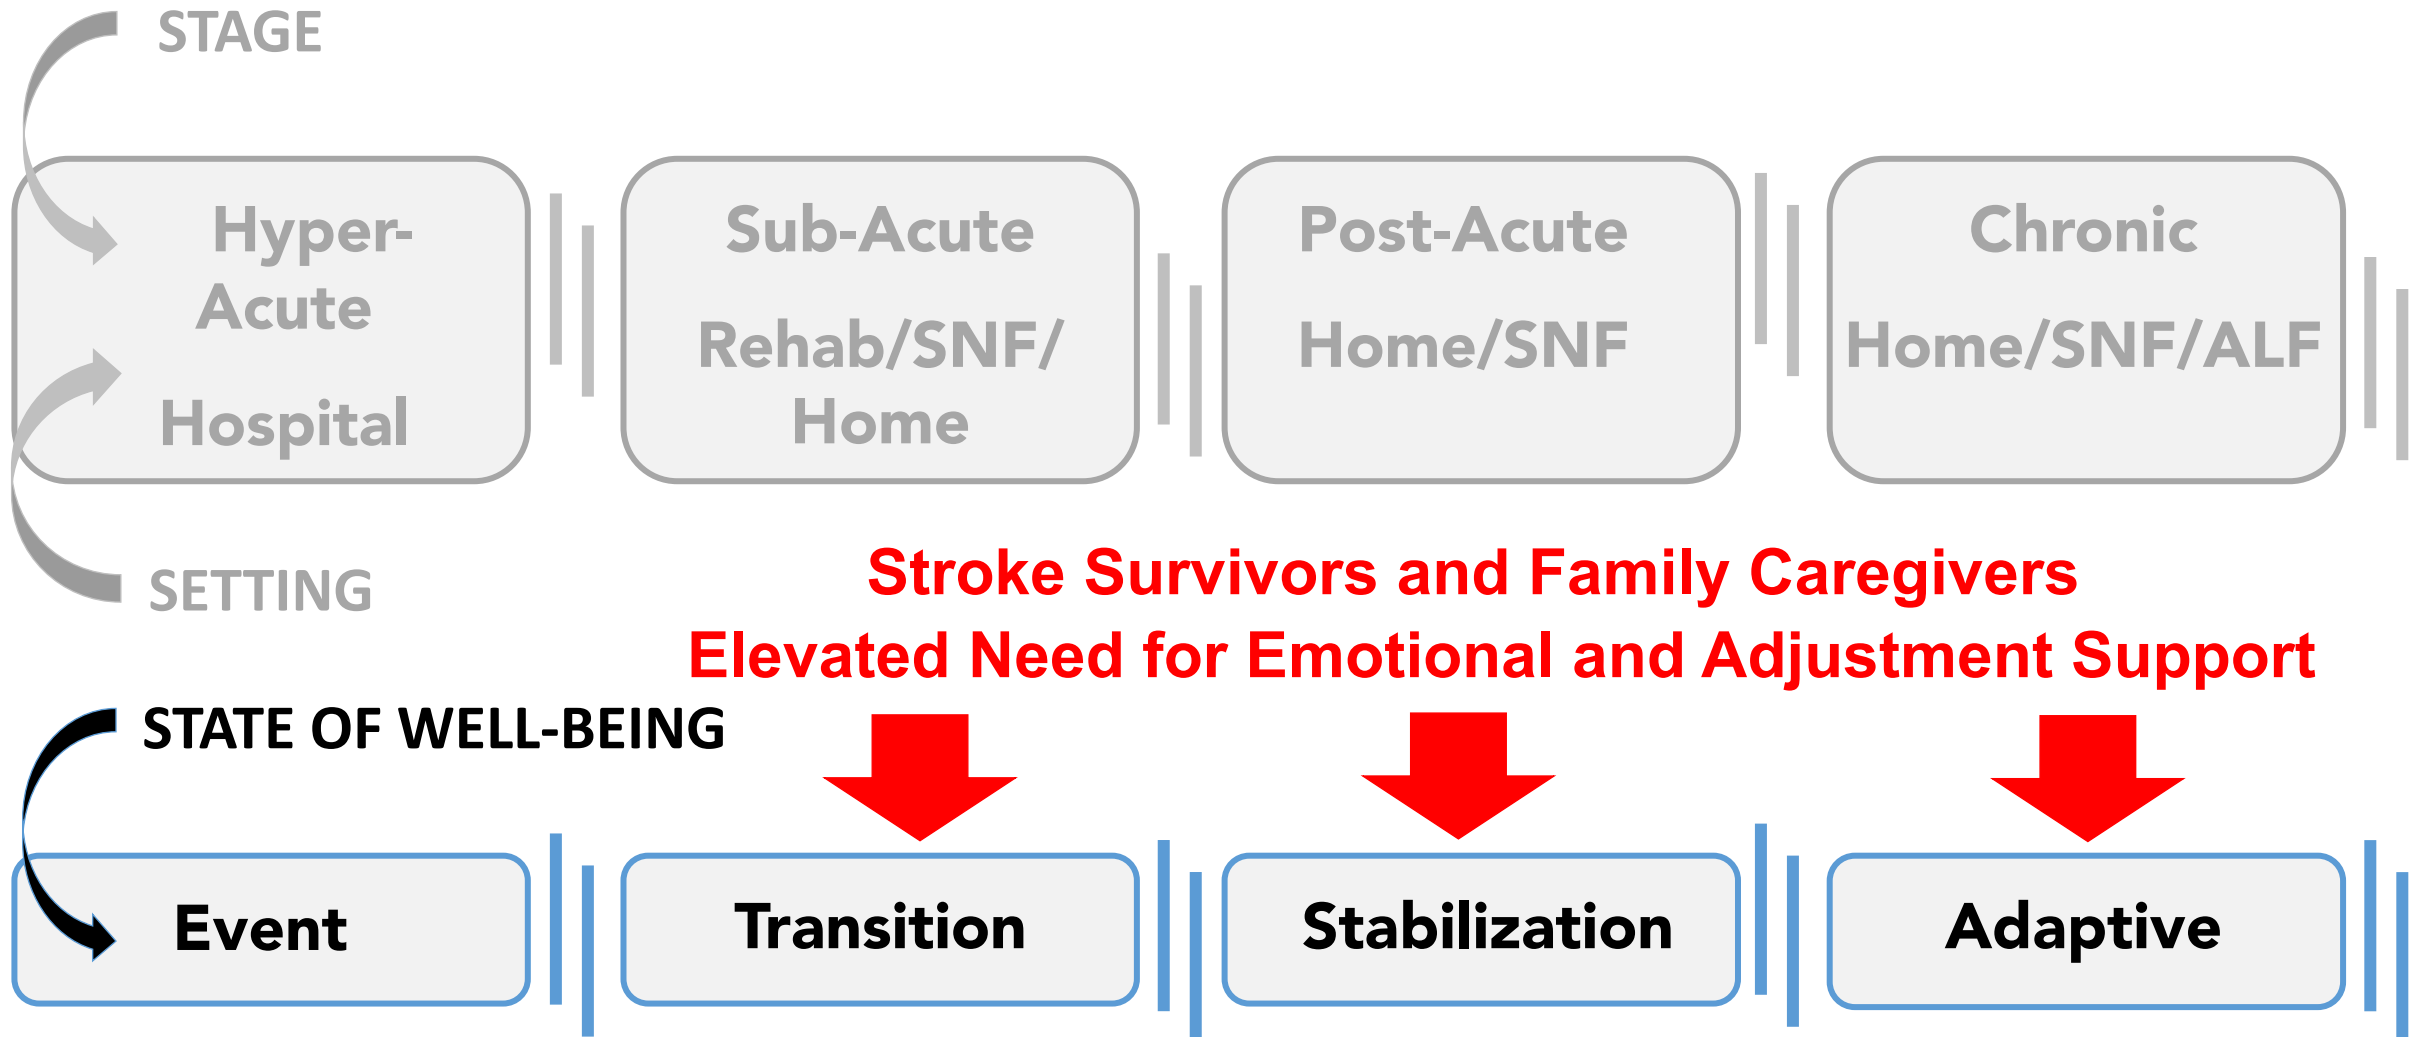 STAGE
Hyper-
Acute
Hospital
Sub-Acute
Rehab/SNF/
Home
Post-Acute
Home/SNF
Chronic
Home/SNF/ALF
SETTING
Stroke Survivors and Family Caregivers
Elevated Need for Emotional and Adjustment Support
STATE OF WELL-BEING
Event
Transition
Stabilization
Adaptive